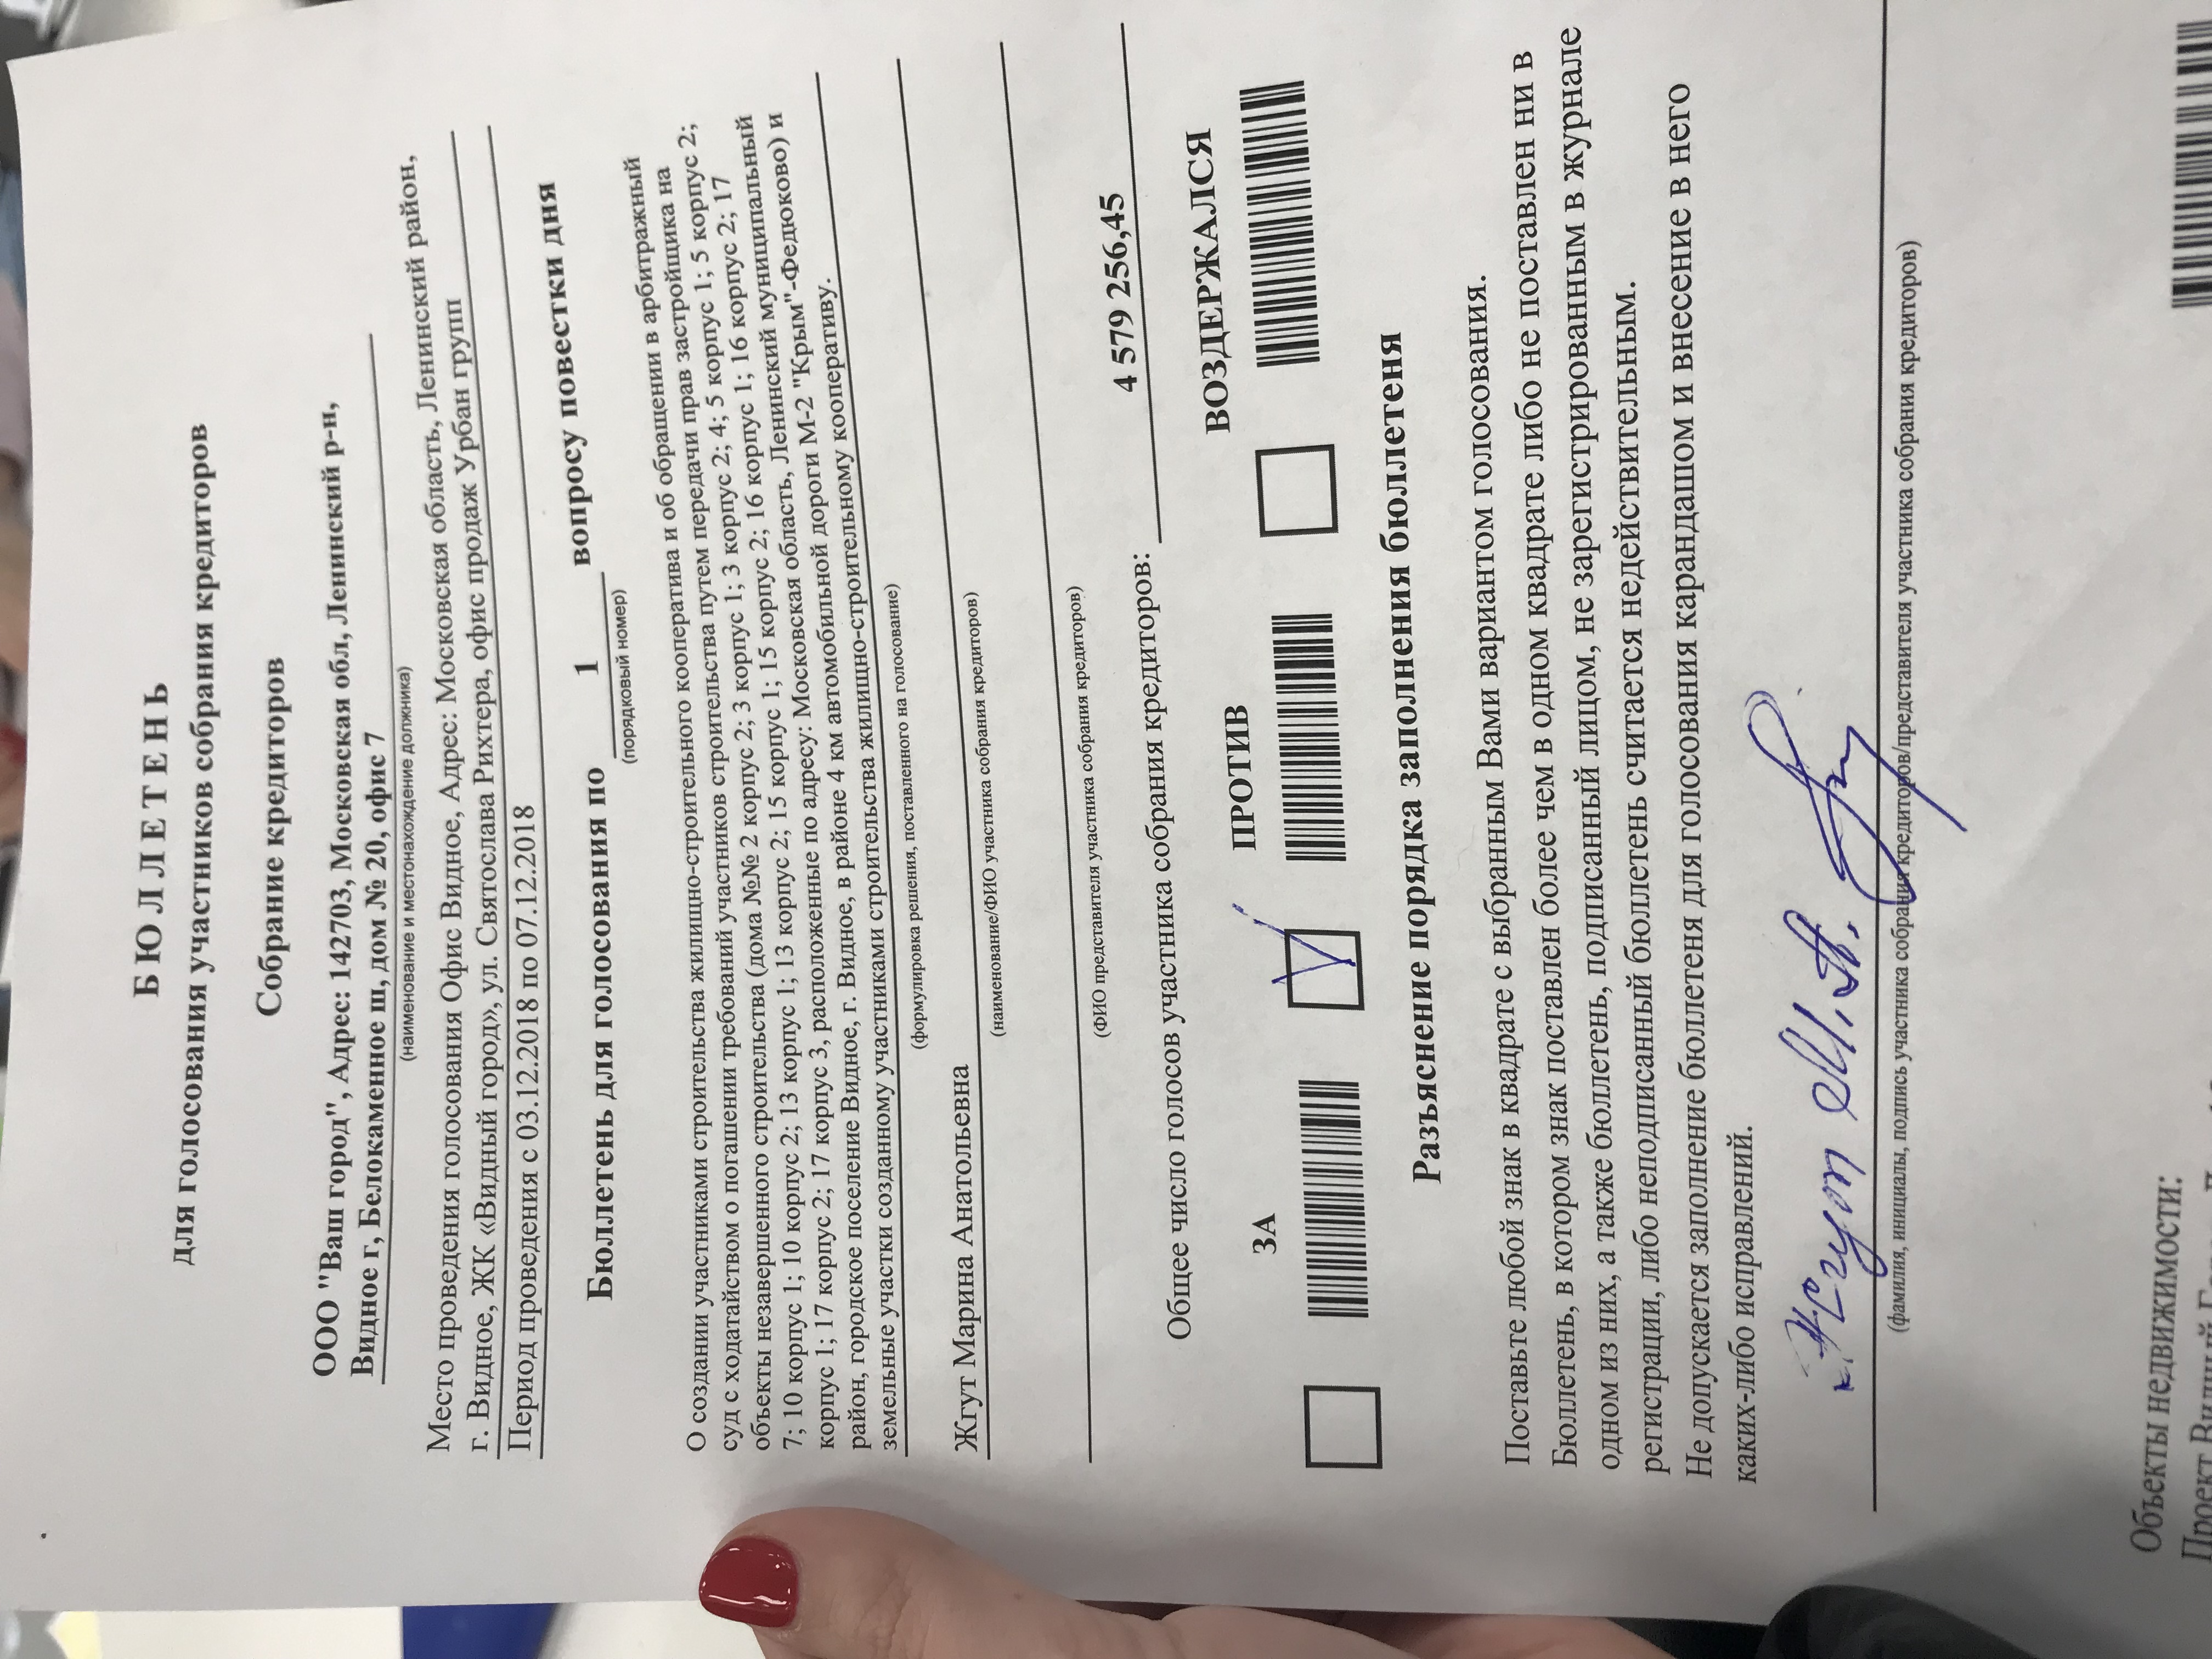 БЮЛЛЕТЕНЬ
для голосования участников собрания кредиторов
Собрание кредиторов
ООО "Ваш город", Адрес: 142703, Московская обл, Ленинский р-н,
Видное г, Белокаменное ш, дом № 20, офис 7
(наименование и местонахождение должника)
Место проведения голосования Офис Видное, Адрес: Московская область, Ленинский район,
г. Видное, ЖК «Видный город», ул. Святослава Рихтера, офис продаж Урбан групп
Период проведения с 03.12.2018 по 07.12.2018
Бюллетень для голосования по 1 вопросу повестки дня
(порядковый номер)
О создании участниками строительства жилищно-строительного кооператива и об обращении в арбитражный
суд с ходатайством о погашении требований участников строительства путем передачи прав застройщика на
объекты незавершенного строительства (дома №№ 2 корпус 2; 3 корпус 1; 3 корпус 2; 4; 5 корпус 1; 5 корпус 2;
7; 10 корпус 1; 10 корпус 2; 13 корпус 1; 13 корпус 2; 15 корпус 1; 15 корпус 2; 16 корпус 1; 16 корпус 2; 17
корпус 1; 17 корпус 2; 17 корпус 3, расположенные по адресу: Московская область, Ленинский муниципальный
район, городское поселение Видное, г. Видное, в районе 4 км автомобильной дороги М-2 "Крым"-Федюково) и
земельные участки созданному участниками строительства жилищно-строительному кооперативу.
(формулировка решения, поставленного на голосование)
Жгут Марина Анатольевна
(наименование/ФИО участника собрания кредиторов)
(ФИО представителя участника собрания кредиторов)
Общее число голосов участника собрания кредиторов: 4 579 256,45
ЗА ПРОТИВ ВОЗДЕРЖАЛСЯ
Разъяснение порядка заполнения бюллетеня
Поставьте любой знак в квадрате с выбранным Вами вариантом голосования.
Бюллетень, в котором знак поставлен более чем в одном квадрате либо не поставлен ни в
одном из них, а также бюллетень, подписанный лицом, не зарегистрированным в журнале
регистрации, либо неподписанный бюллетень считается недействительным.
Не допускается заполнение бюллетеня для голосования карандашом и внесение в него
каких-либо исправлений.
Жгут М.А.
(фамилия, инициалы, подпись участника собрания кредиторов/представителя участника собрания кредиторов)
Объекты недвижимости:
Проект Видный Город